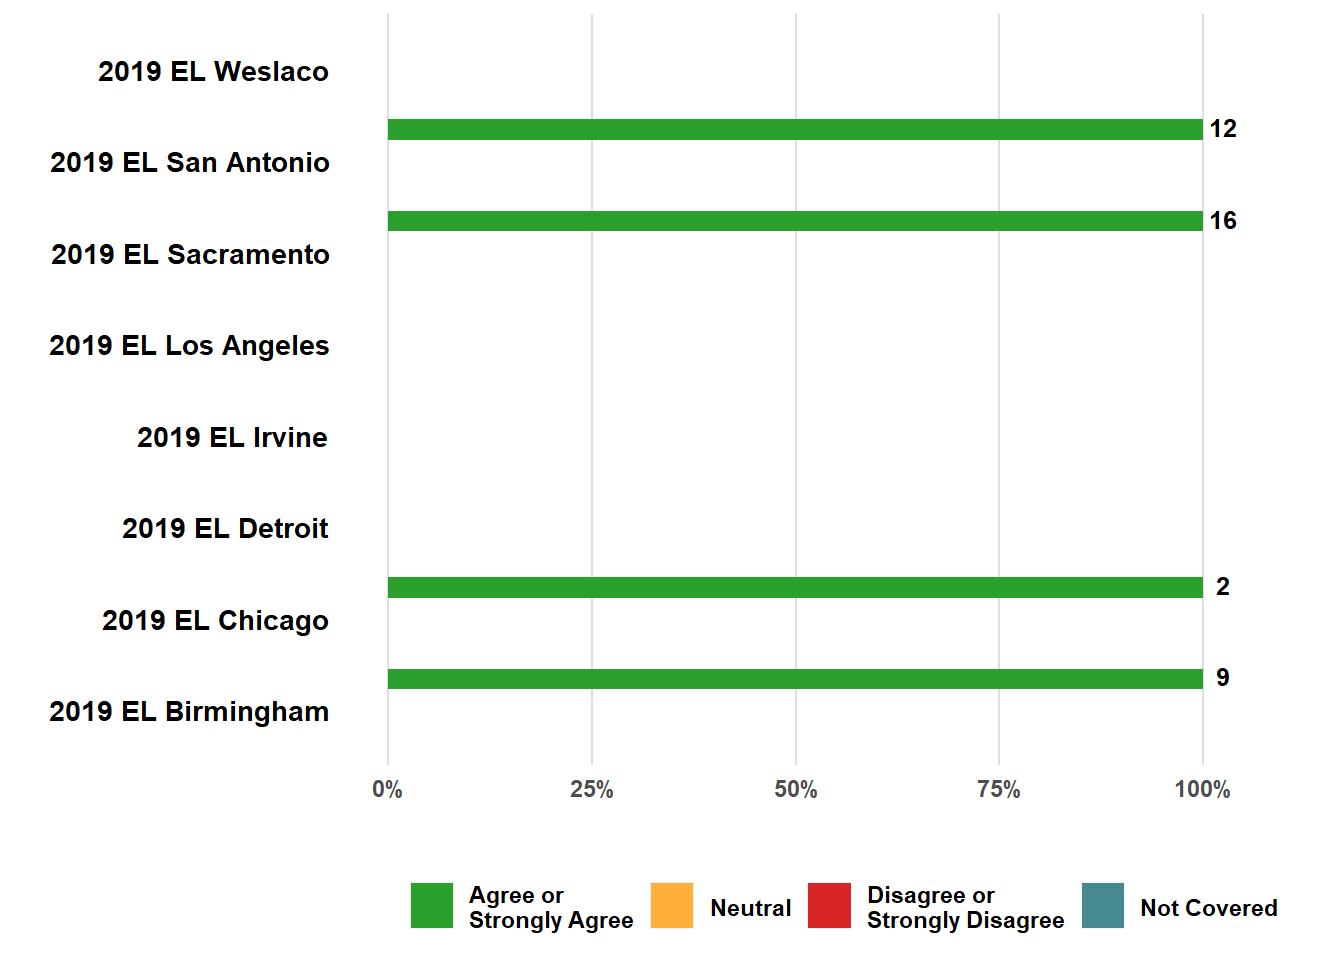 2019 EL Weslaco
12
2019 EL San Antonio
16
2019 EL Sacramento
2019 EL Los Angeles
2019 EL Irvine
2019 EL Detroit
2
2019 EL Chicago
9
2019 EL Birmingham
0% 25% 50% 75% 100%
Agree or
Strongly Agree
Neutral
Disagree or
Strongly Disagree
Not Covered